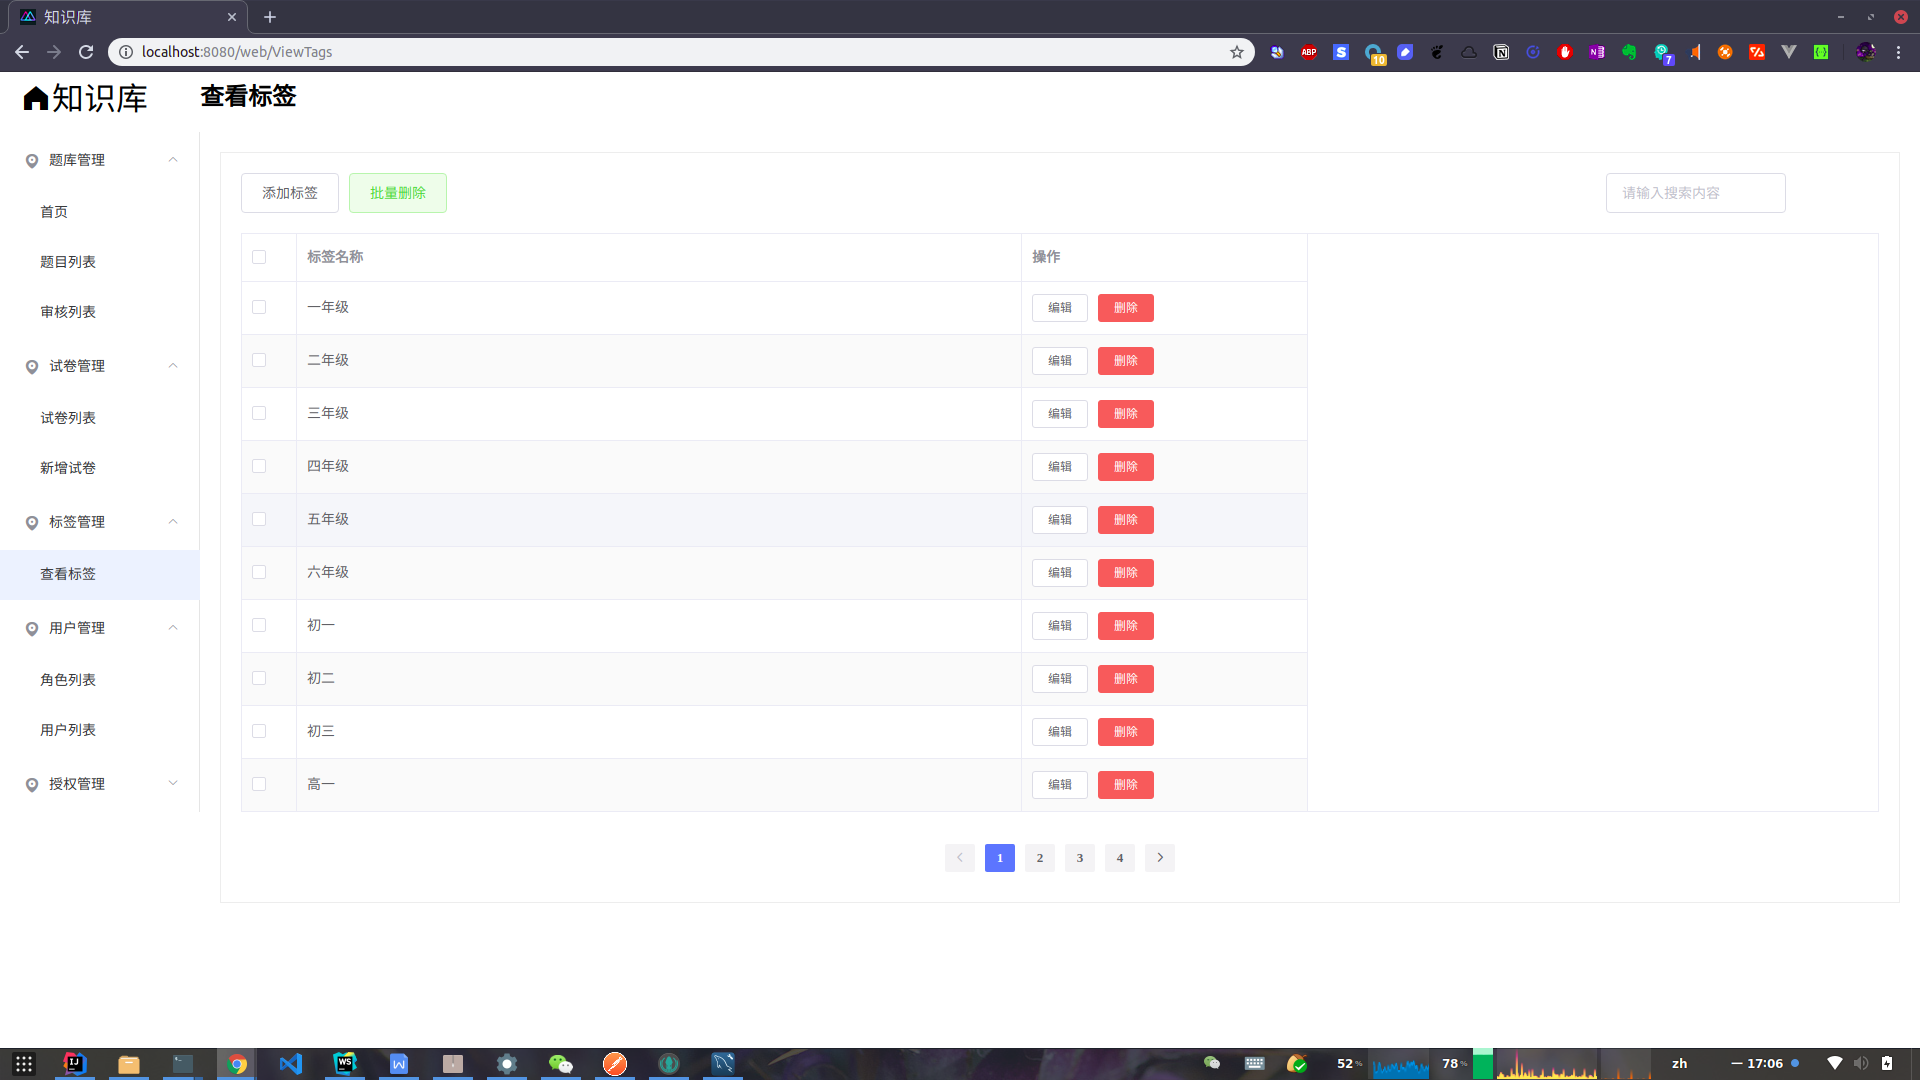 知识库
localhost:8080/web/ViewTags
ABP
10
7
知识库
查看标签
题库管理
首页
题目列表
审核列表
试卷管理
试卷列表
新增试卷
标签管理
查看标签
用户管理
角色列表
用户列表
授权管理
添加标签 批量删除 请输入搜索内容
标签名称 操作
一年级 编辑 删除
二年级 编辑 删除
三年级 编辑 删除
四年级 编辑 删除
五年级 编辑 删除
六年级 编辑 删除
初一 编辑 删除
初二 编辑 删除
初三 编辑 删除
高一 编辑 删除
1 2 3 4
IJ WS W 52% 78% zh 一 17:06